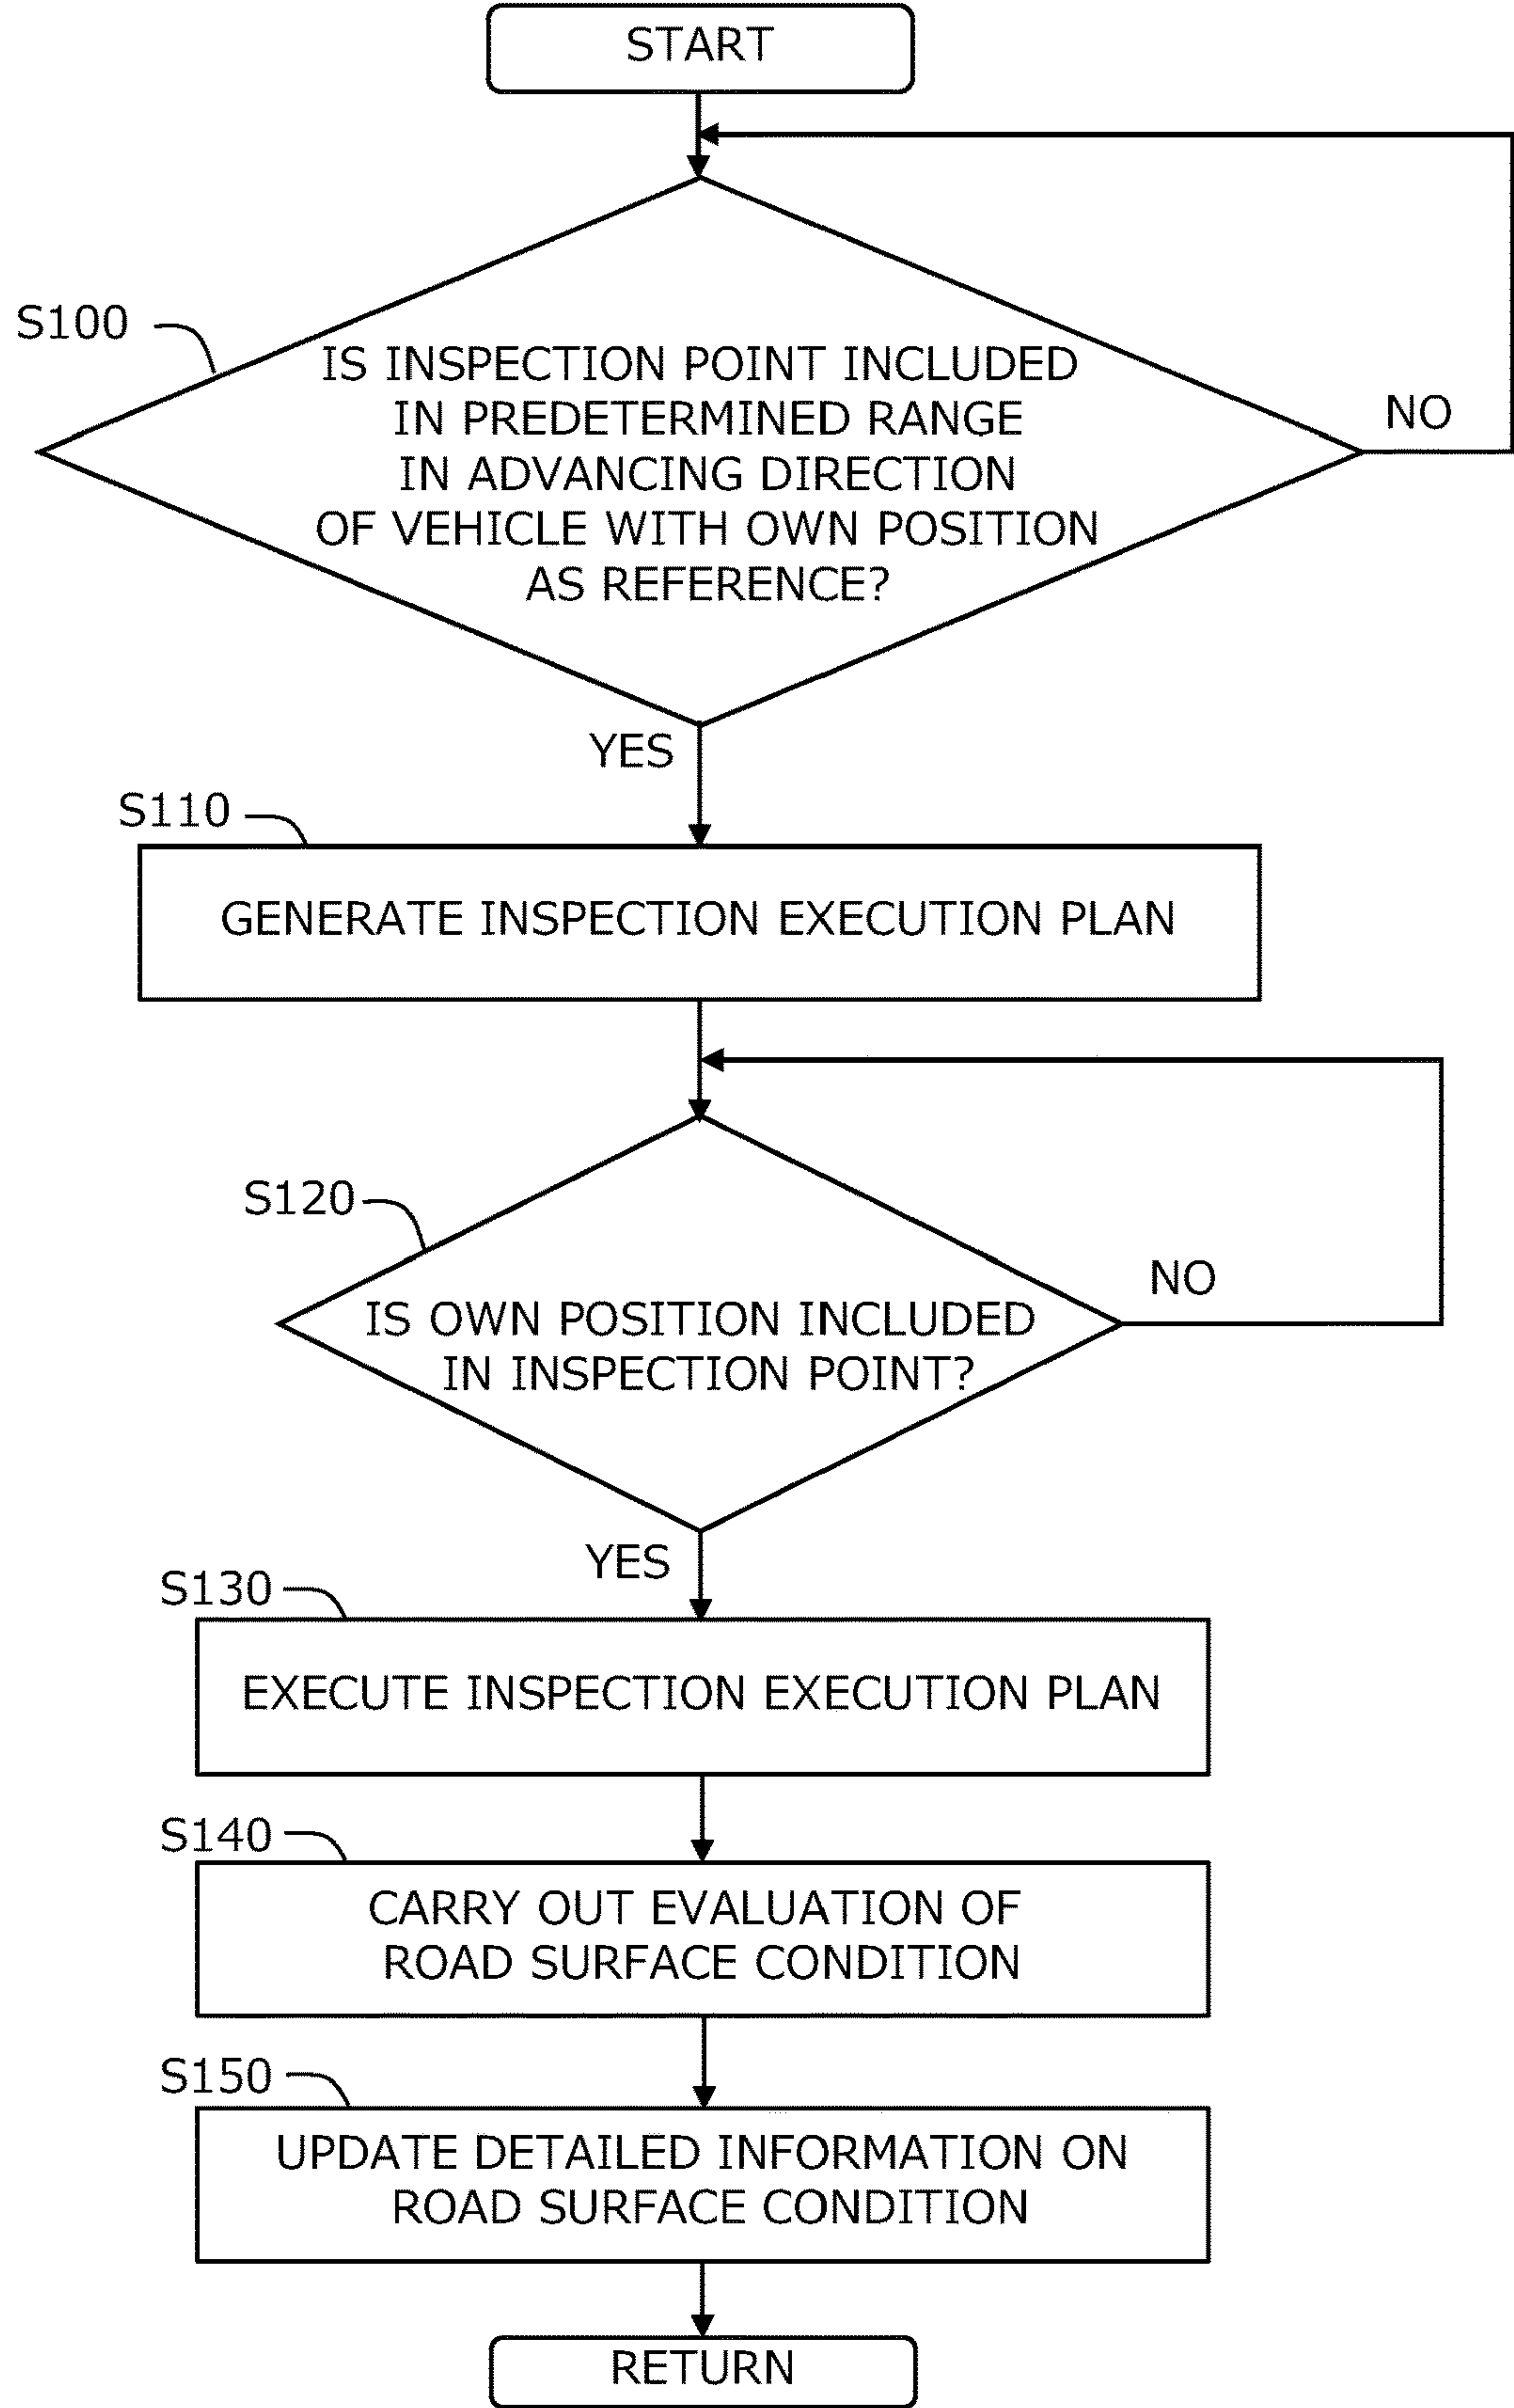 START
S100
IS INSPECTION POINT INCLUDED
IN PREDETERMINED RANGE
IN ADVANCING DIRECTION
OF VEHICLE WITH OWN POSITION
AS REFERENCE?
NO
YES
S110
GENERATE INSPECTION EXECUTION PLAN
S120
IS OWN POSITION INCLUDED
IN INSPECTION POINT?
NO
YES
S130
EXECUTE INSPECTION EXECUTION PLAN
S140
CARRY OUT EVALUATION OF
ROAD SURFACE CONDITION
S150
UPDATE DETAILED INFORMATION ON
ROAD SURFACE CONDITION
RETURN